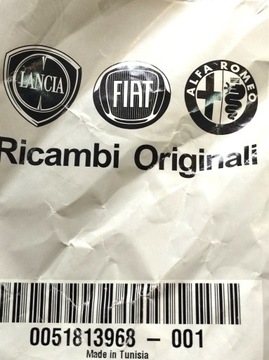 LANCIA FIAT ALFA ROMEO
Ricambi Originali
0051813968 - 001
Made in Tunisia